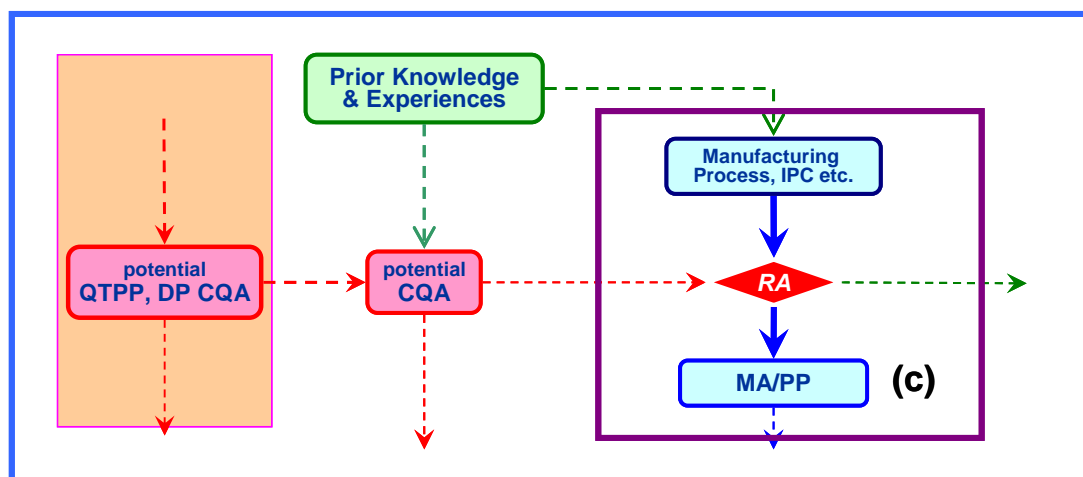 Prior Knowledge
& Experiences
Manufacturing
Process, IPC etc.
potential
QTPP, DP CQA
potential
CQA
RA
MA/PP
(c)